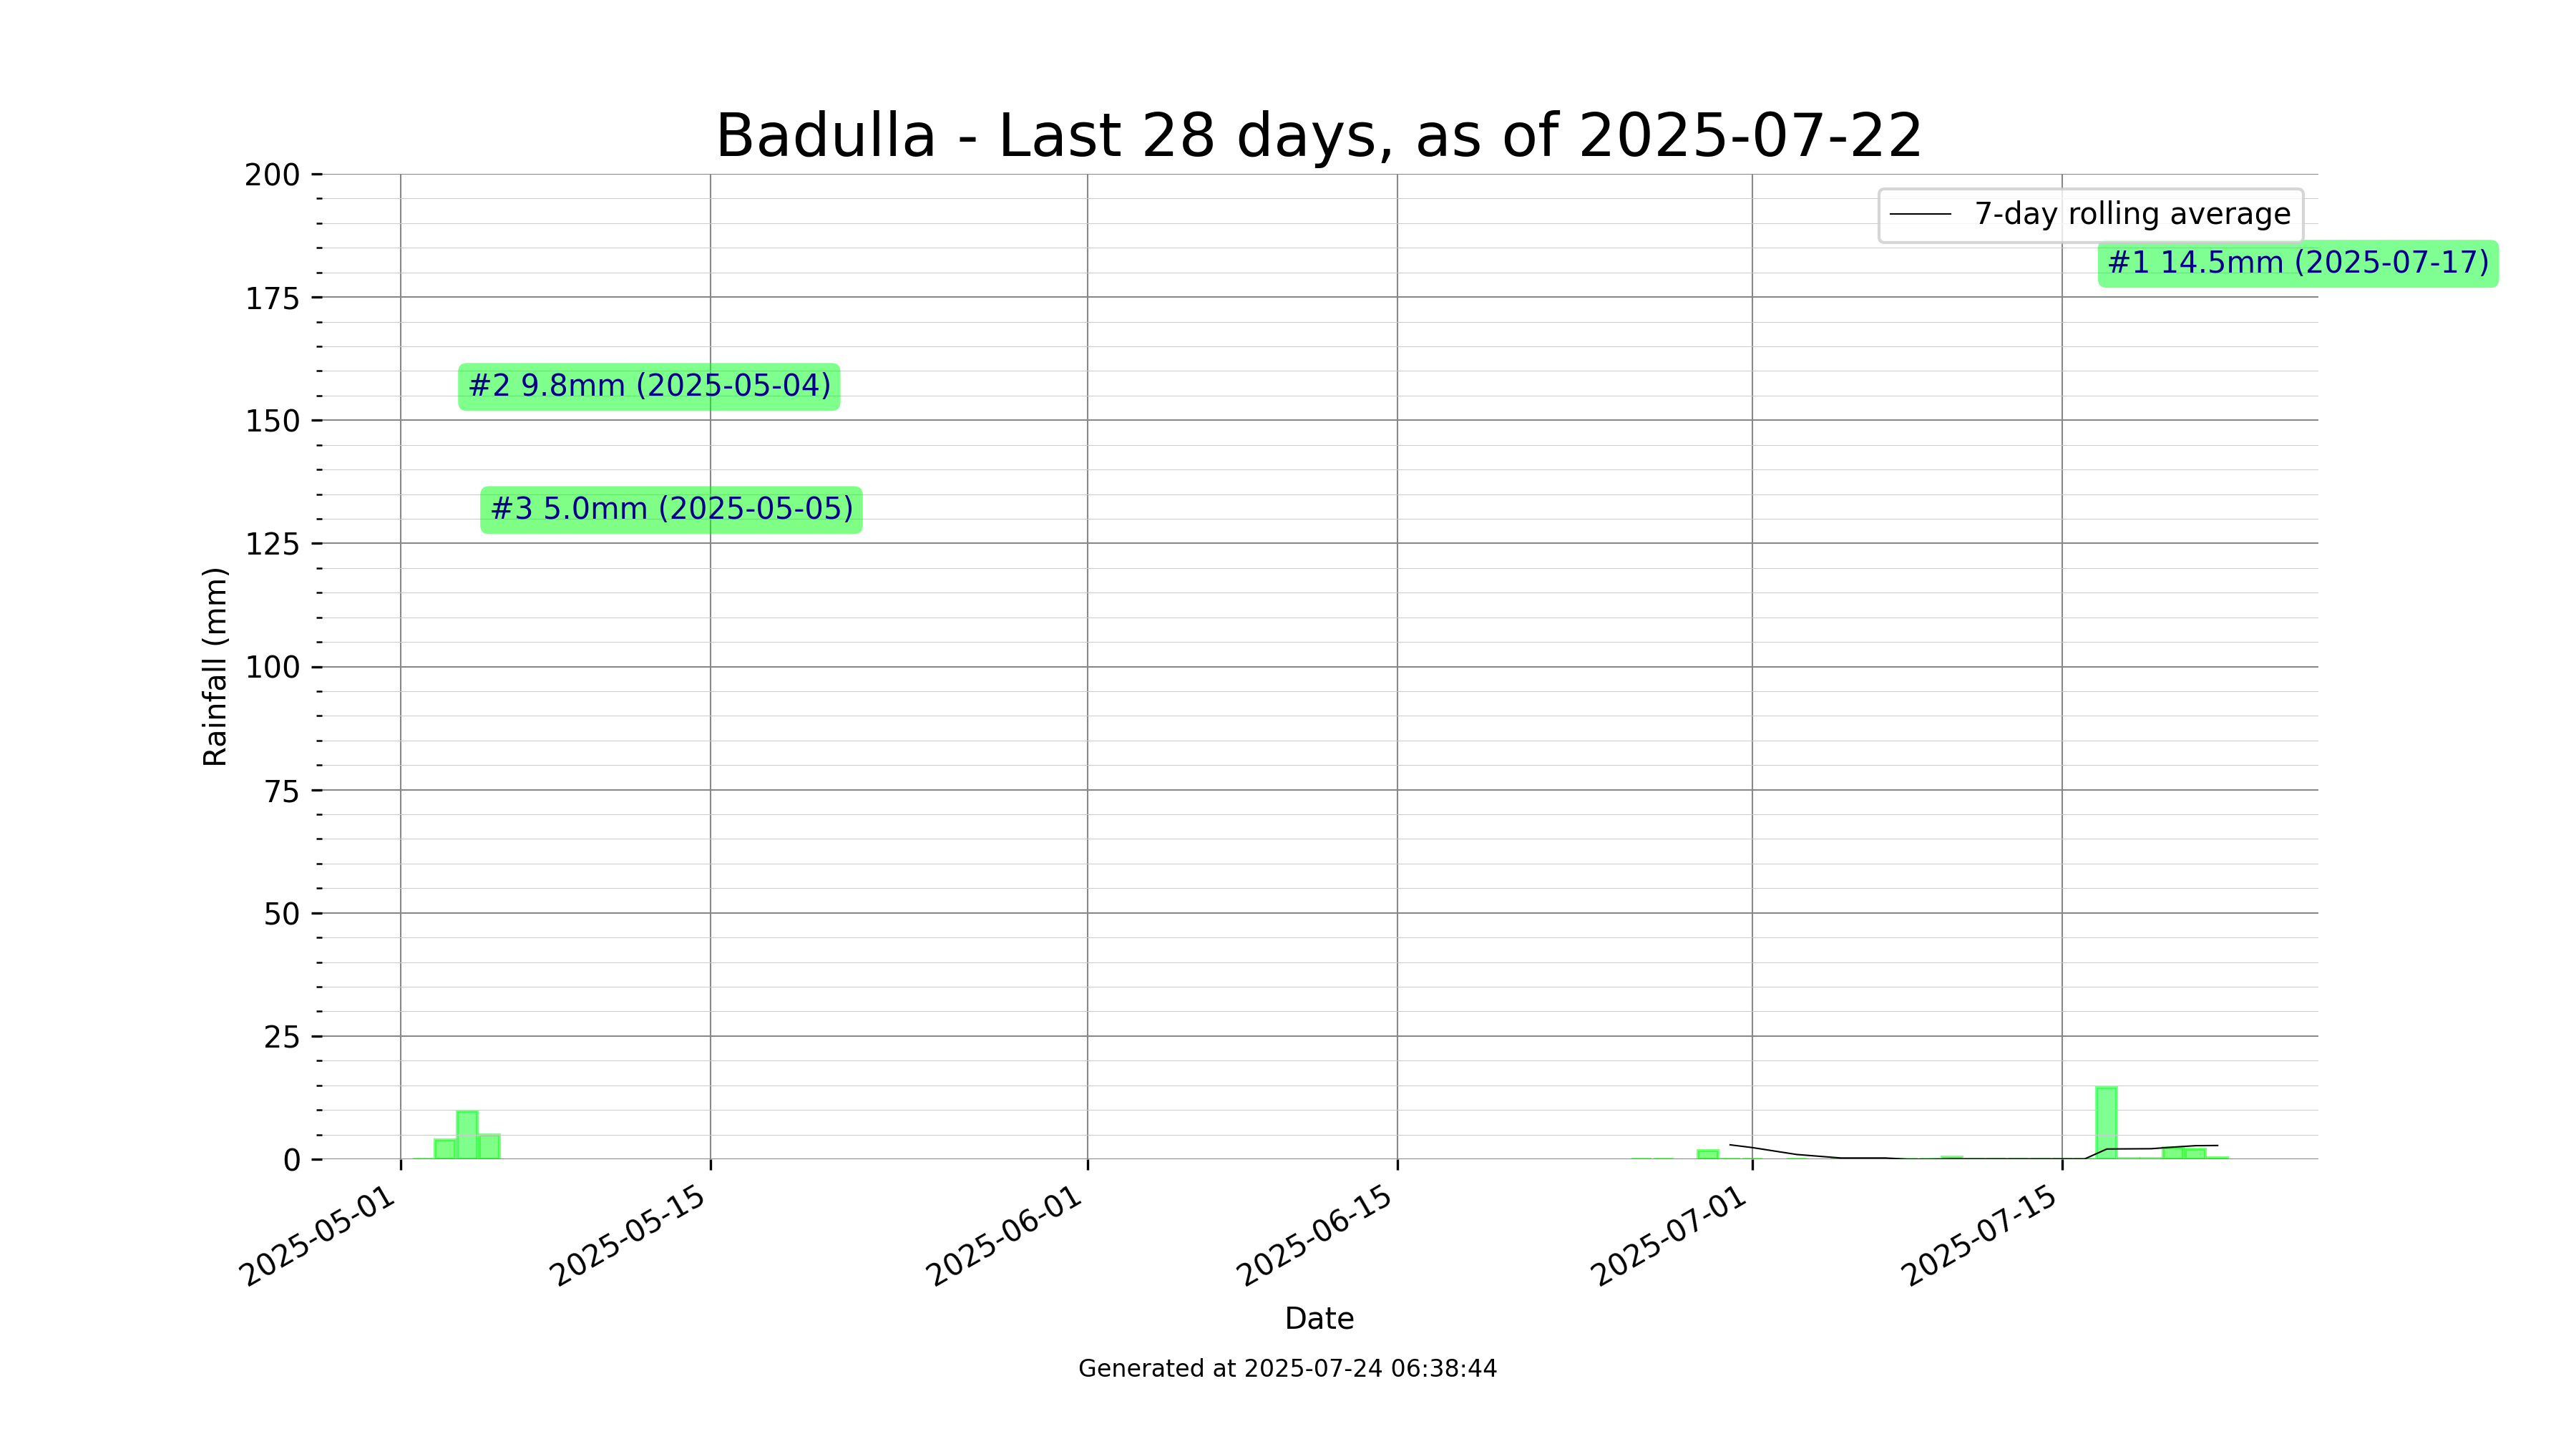 Badulla - Last 28 days, as of 2025-07-22
200
175
150
125
100
75
50
25
0
Rainfall (mm)
7-day rolling average
#1 14.5mm (2025-07-17)
#2 9.8mm (2025-05-04)
#3 5.0mm (2025-05-05)
2025-05-01
2025-05-15
2025-06-01
2025-06-15
2025-07-01
2025-07-15
Date
Generated at 2025-07-24 06:38:44